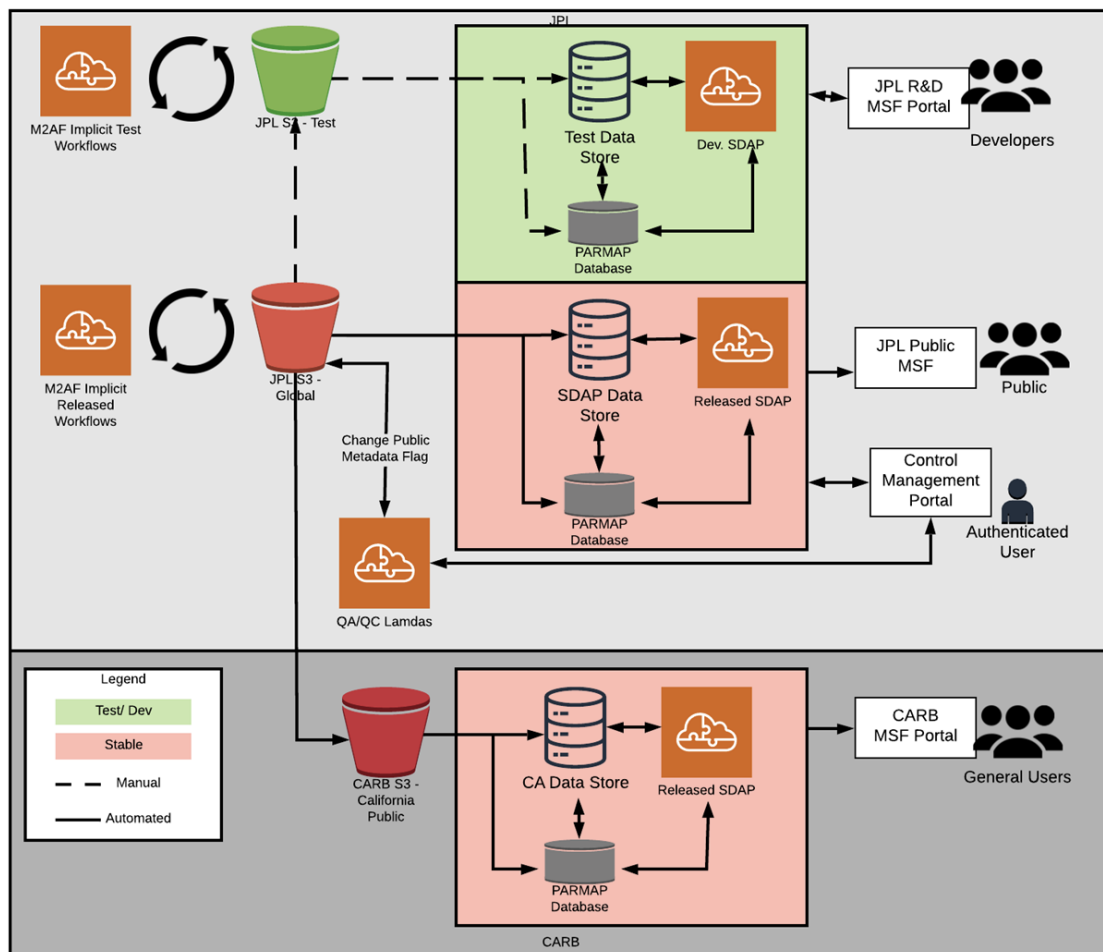 JPL
M2AF Implicit Test
Workflows
JPL S3 - Test
Test Data
Store
Dev. SDAP
PARMAP
Database
JPL R&D
MSF Portal
Developers
M2AF Implicit
Released
Workflows
JPL S3 -
Global
Change Public
Metadata Flag
QA/QC Lamdas
SDAP Data
Store
Released SDAP
PARMAP
Database
JPL Public
MSF
Public
Control
Management
Portal
Authenticated
User
Legend
Test/ Dev
Stable
Manual
Automated
CARB S3 -
California
Public
CA Data Store
Released SDAP
PARMAP
Database
CARB
MSF Portal
General Users
CARB